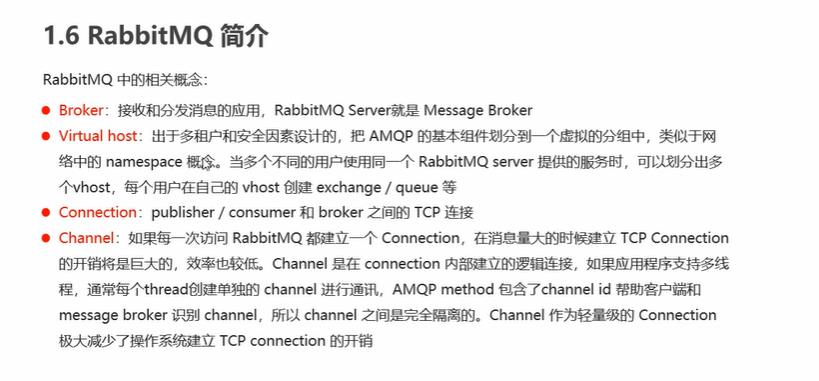 1.6 RabbitMQ 简介
RabbitMQ 中的相关概念：
Broker：接收和分发消息的应用，RabbitMQ Server就是 Message Broker
Virtual host：出于多租户和安全因素设计的，把 AMQP 的基本组件划分到一个虚拟的分组中，类似于网
络中的 namespace 概念。当多个不同的用户使用同一个 RabbitMQ server 提供的服务时，可以划分出多
个vhost，每个用户在自己的 vhost 创建 exchange / queue 等
Connection：publisher / consumer 和 broker 之间的 TCP 连接
Channel：如果每一次访问 RabbitMQ 都建立一个 Connection，在消息量大的时候建立 TCP Connection
的开销将是巨大的，效率也较低。Channel 是在 connection 内部建立的逻辑连接，如果应用程序支持多线
程，通常每个thread创建单独的 channel 进行通讯，AMQP method 包含了channel id 帮助客户端和
message broker 识别 channel，所以 channel 之间是完全隔离的。Channel 作为轻量级的 Connection
极大减少了操作系统建立 TCP connection 的开销